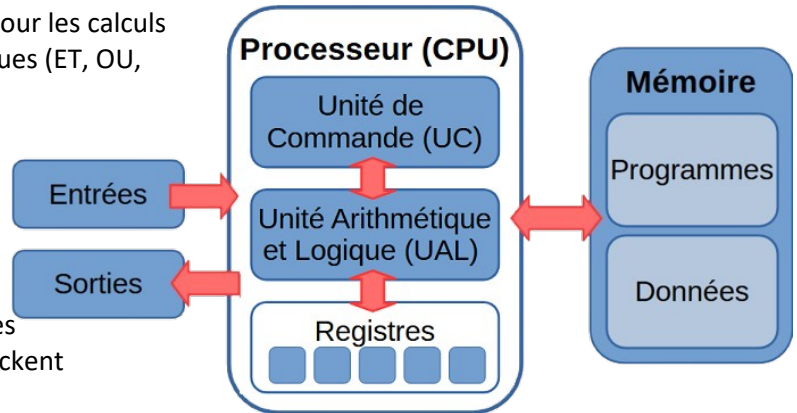 our les calculs
ues (ET, OU,
Processeur (CPU)
Unité de
Commande (UC)
Unité Arithmétique
et Logique (UAL)
Registres
Entrées
Sorties
es
ckent
Mémoire
Programmes
Données